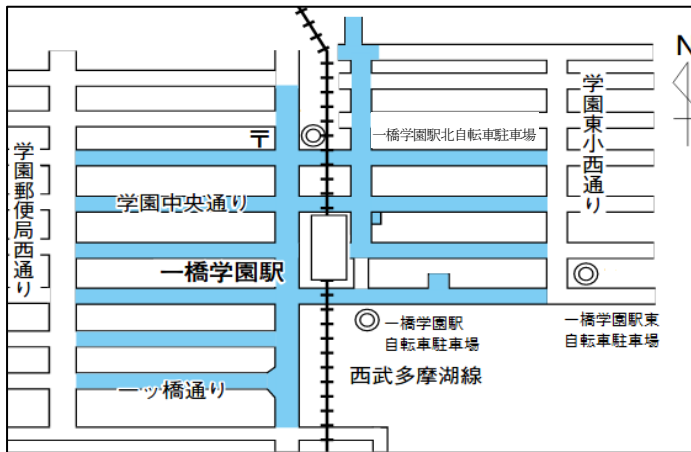 N
一橋学園駅北自転車駐車場
学園東小西通り
学園郵便局西通り
学園中央通り
一橋学園駅
一橋学園駅
自転車駐車場
一橋学園駅東
自転車駐車場
西武多摩湖線
一ッ橋通り